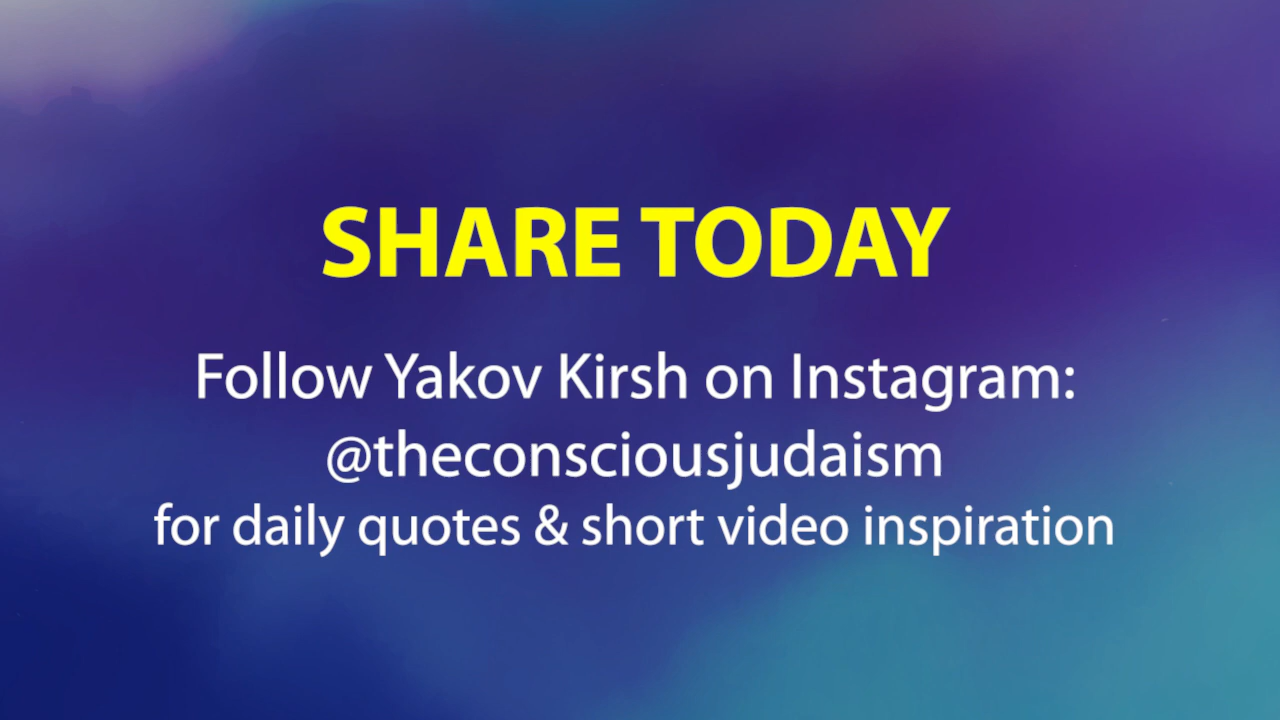 SHARE TODAY
Follow Yakov Kirsh on Instagram:
@theconsciousjudaism
for daily quotes & short video inspiration